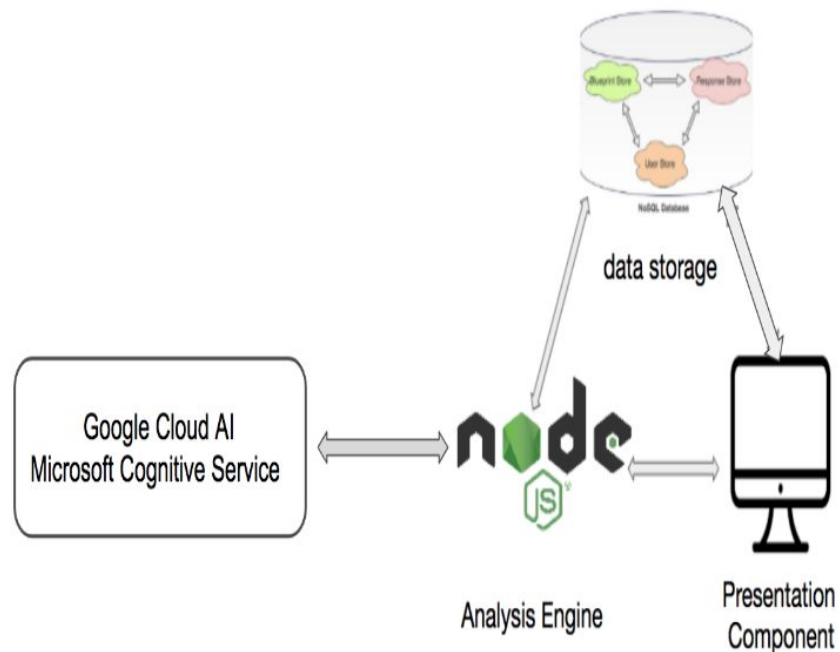 Blueprint Store
Response Store
User Store
NoSQL Database
data storage
Google Cloud AI
Microsoft Cognitive Service
node
JS
Analysis Engine
Presentation
Component